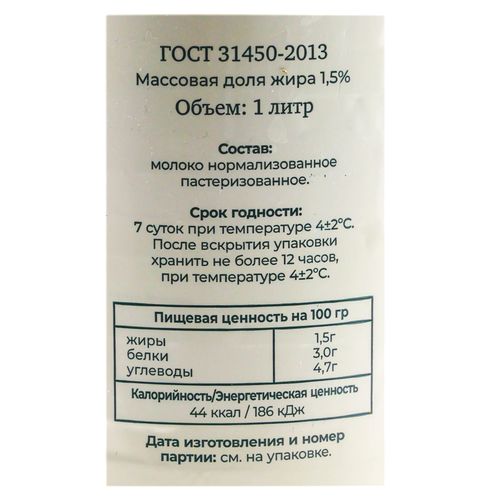 ГОСТ 31450-2013
Массовая доля жира 1,5%
Объем: 1 литр
Состав:
молоко нормализованное
пастеризованное.
Срок годности:
7 суток при температуре 4±2°С.
После вскрытия упаковки
хранить не более 12 часов,
при температуре 4±2°С.
Пищевая ценность на 100 гр
жиры 1,5г
белки 3,0г
углеводы 4,7г
Калорийность/Энергетическая ценность
44 ккал / 186 кДж
Дата изготовления и номер
партии: см. на упаковке.